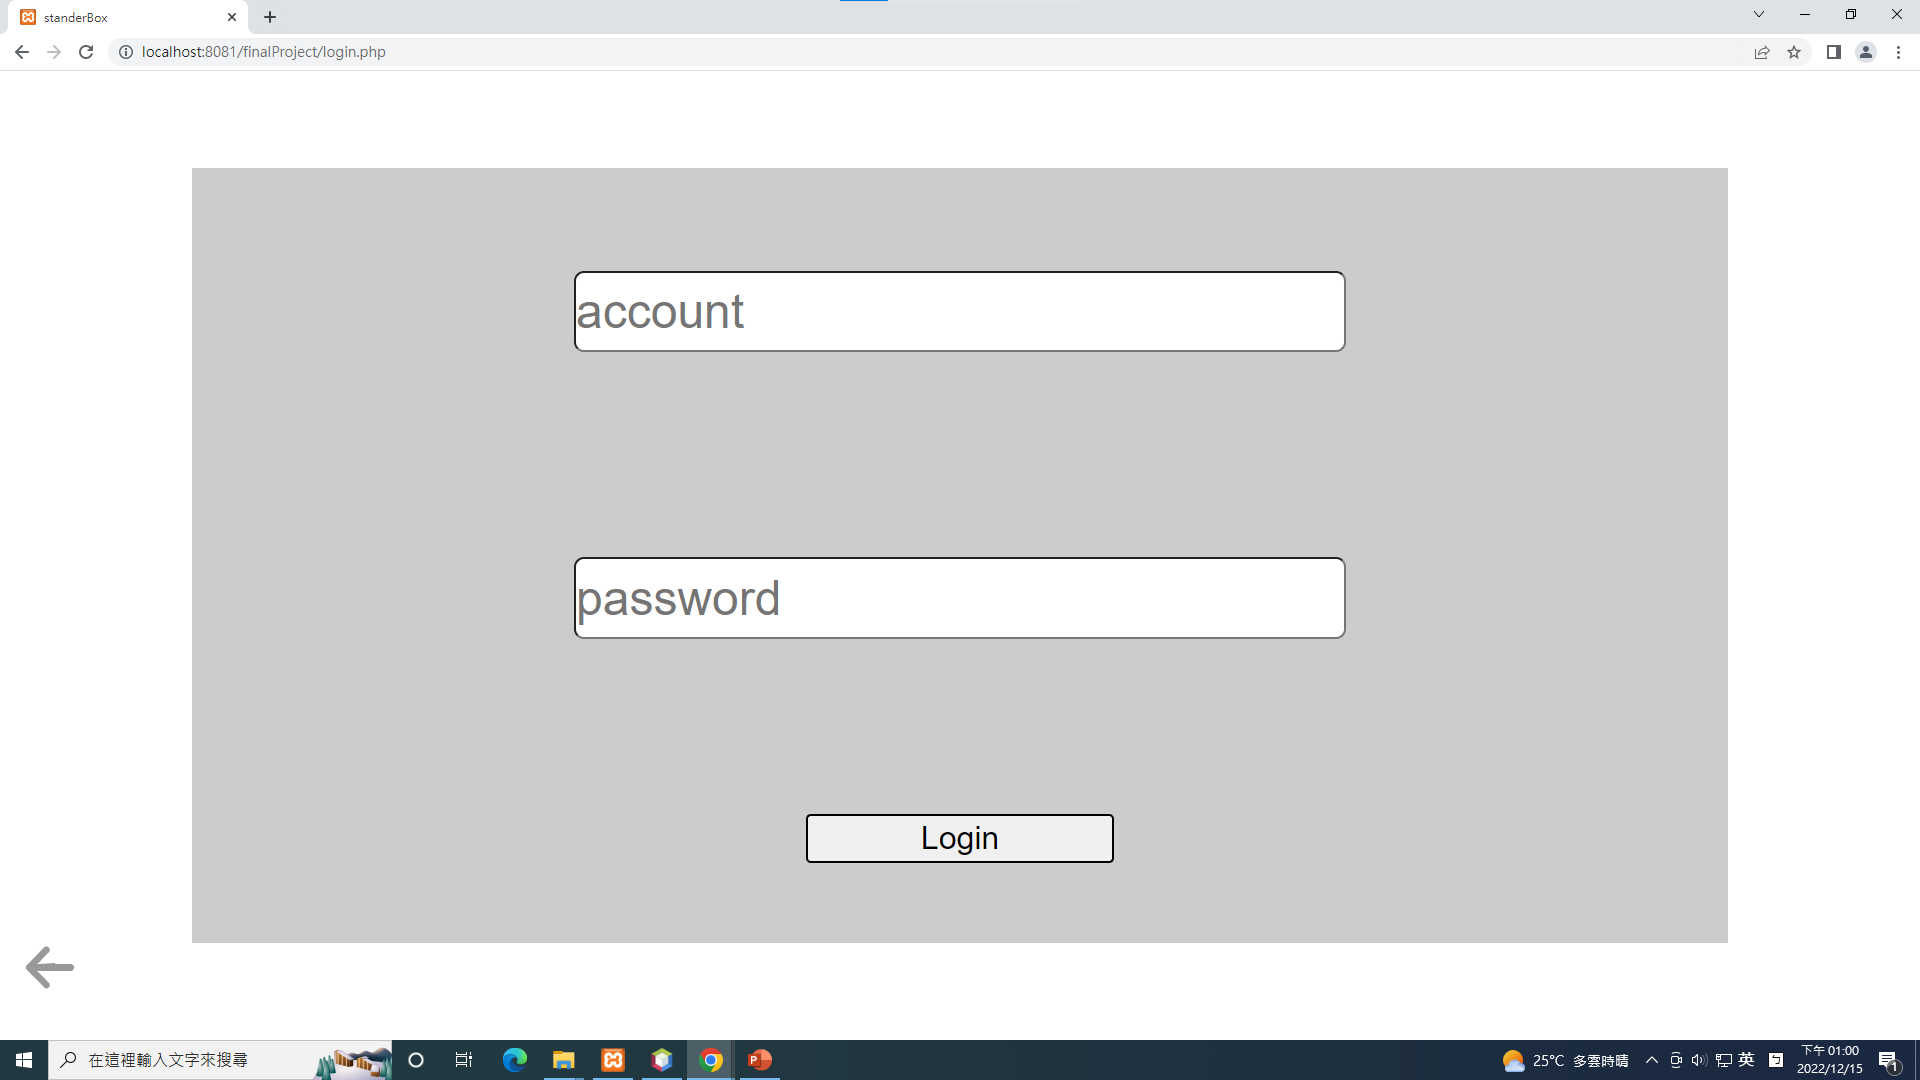 standerBox
localhost:8081/finalProject/login.php
account
password
Login
在這裡輸入文字來搜尋
25°C 多雲時晴
英
下午 01:00
2022/12/15
1